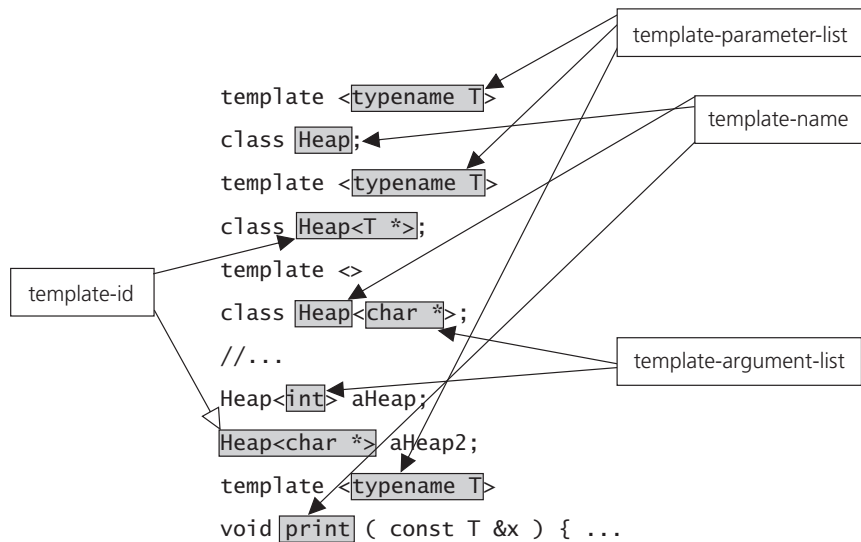 template-parameter-list
template <typename T>
template-name
class Heap;
template <typename T>
class Heap<T *>;
template <>
template-id
class Heap<char *>;
//...
template-argument-list
Heap<int> aHeap;
Heap<char *> aHeap2;
template <typename T>
void print ( const T &x ) { ...